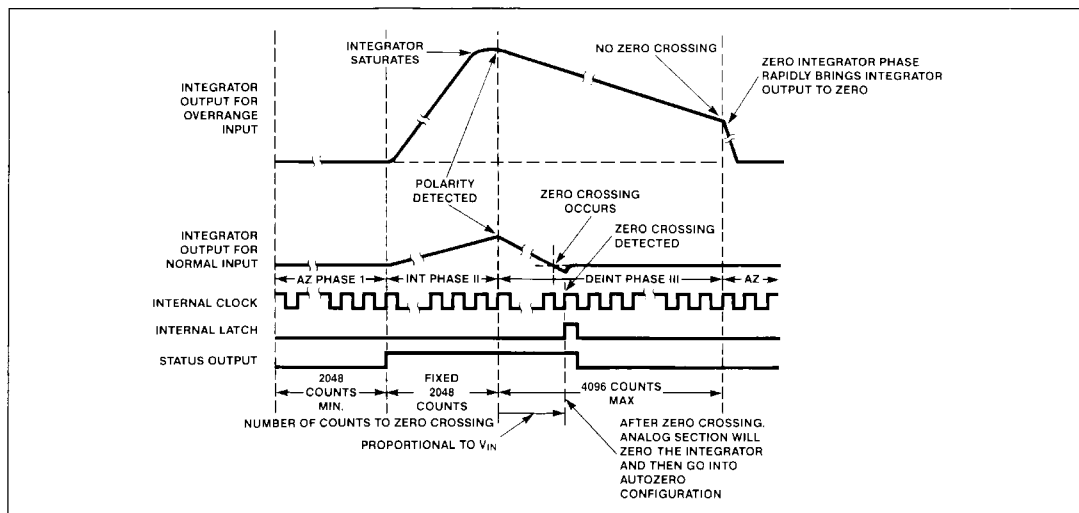 INTEGRATOR
SATURATES
NO ZERO CROSSING
ZERO INTEGRATOR PHASE
RAPIDLY BRINGS INTEGRATOR
OUTPUT TO ZERO
INTEGRATOR
OUTPUT FOR
OVERRANGE
INPUT
POLARITY
DETECTED
ZERO CROSSING
OCCURS
ZERO CROSSING
DETECTED
INTEGRATOR
OUTPUT FOR
NORMAL INPUT
AZ PHASE 1
INT PHASE II
DEINT PHASE III
AZ
INTERNAL CLOCK
INTERNAL LATCH
STATUS OUTPUT
2048
COUNTS
MIN.
FIXED
2048
COUNTS
4096 COUNTS
MAX
NUMBER OF COUNTS TO ZERO CROSSING
PROPORTIONAL TO VIN
AFTER ZERO CROSSING.
ANALOG SECTION WILL
ZERO THE INTEGRATOR
AND THEN GO INTO
AUTOZERO
CONFIGURATION